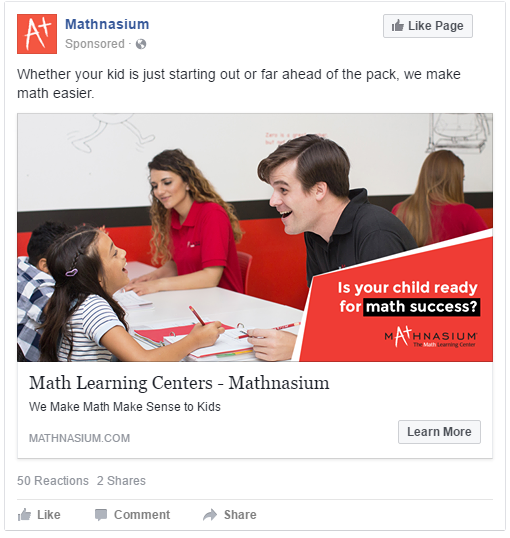 Mathnasium
Like Page
Sponsored ·
Whether your kid is just starting out or far ahead of the pack, we make
math easier.
Is your child ready
for math success?
MATHNASIUM
The Math Learning Center
Math Learning Centers - Mathnasium
We Make Math Make Sense to Kids
MATHNASIUM.COM
Learn More
50 Reactions 2 Shares
Like Comment Share